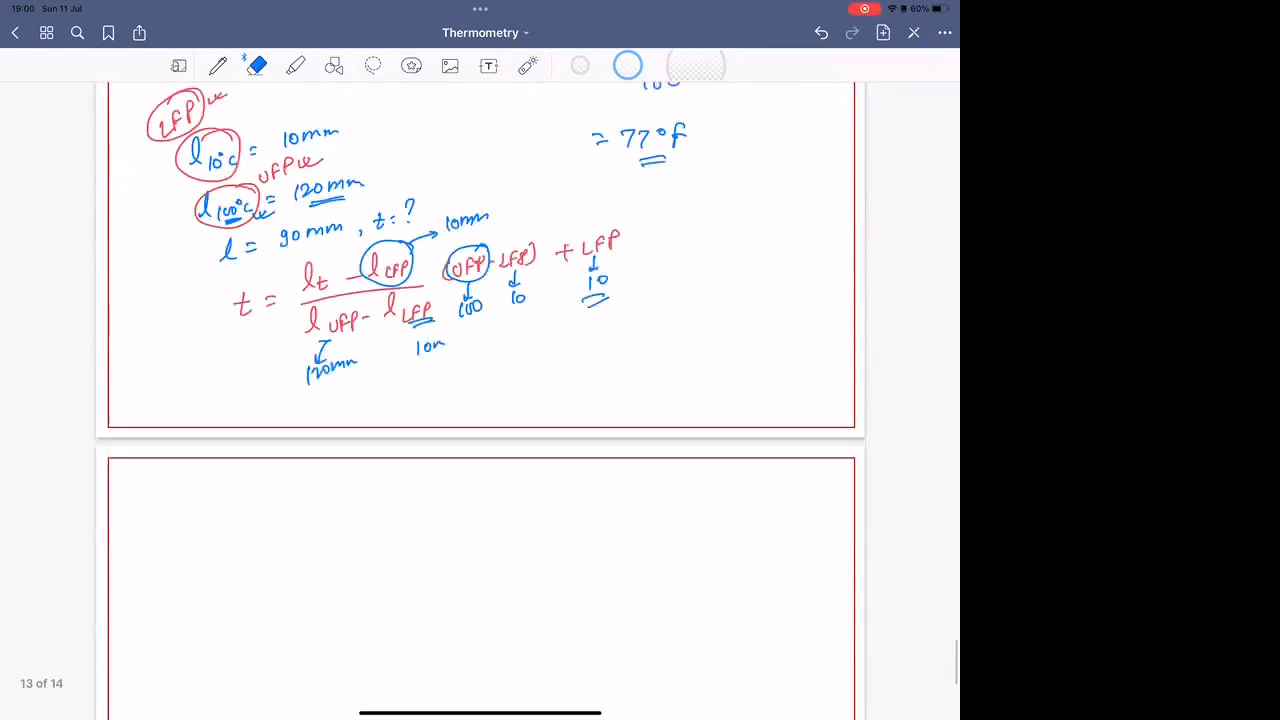 19:00 Sun 11 Jul
60%
Thermometry
LFP
l10°C = 10mm
UFP
l100°C = 120mm
l = 90mm, t = ?
10mm
t = lt - lLFP (UFP - LFP) + LFP
lUFP - lLFP
100 10 10
120mm 10m
= 77°F
13 of 14